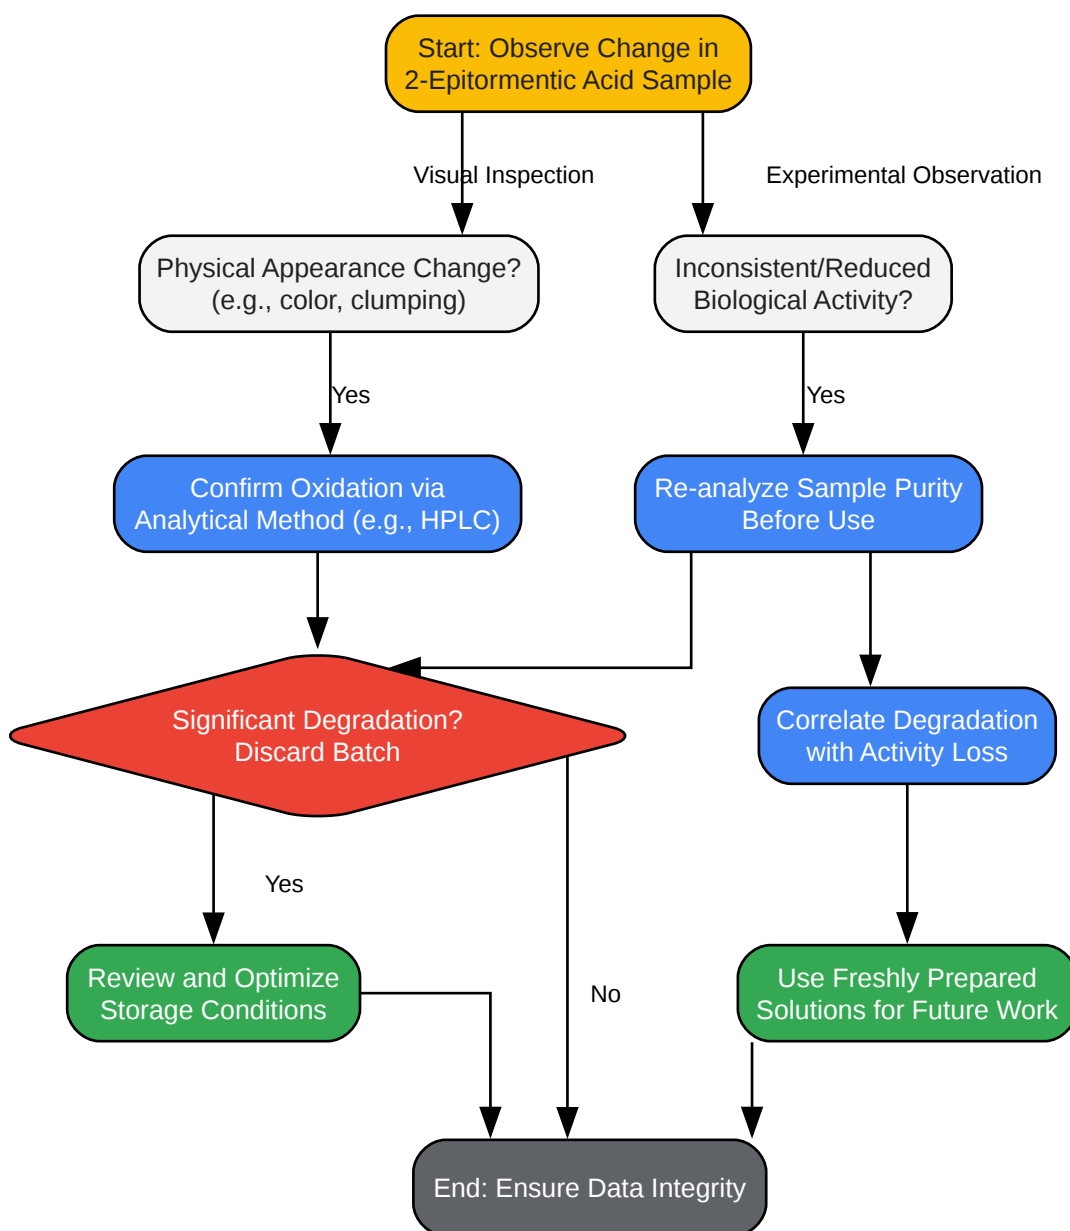 Start: Observe Change in
2-Epitormentic Acid Sample
Visual Inspection
Experimental Observation
Physical Appearance Change?
(e.g., color, clumping)
Inconsistent/Reduced
Biological Activity?
Yes
Yes
Confirm Oxidation via
Analytical Method (e.g., HPLC)
Re-analyze Sample Purity
Before Use
Significant Degradation?
Discard Batch
Correlate Degradation
with Activity Loss
Yes
Review and Optimize
Storage Conditions
No
Use Freshly Prepared
Solutions for Future Work
End: Ensure Data Integrity